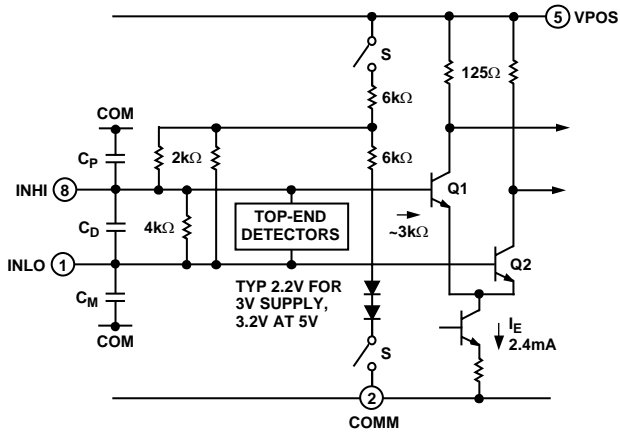 5 VPOS
S
125Ω
6kΩ
COM
CP
2kΩ
6kΩ
INHI 8
Q1
CD
4kΩ
TOP-END
DETECTORS
~3kΩ
INLO 1
Q2
CM
TYP 2.2V FOR
3V SUPPLY,
3.2V AT 5V
COM
S
IE
2.4mA
2
COMM